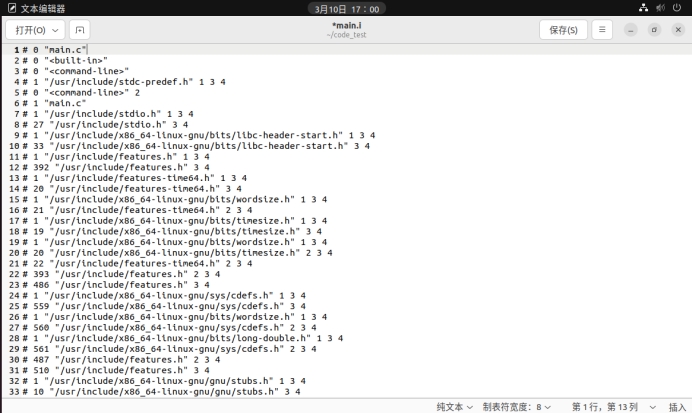 文本编辑器
3月10日 17：00
打开(O)
*main.i
~/code_test
保存(S)
1 # 0 "main.c"
2 # 0 "<built-in>"
3 # 0 "<command-line>"
4 # 1 "/usr/include/stdc-predef.h" 1 3 4
5 # 0 "<command-line>" 2
6 # 1 "main.c"
7 # 1 "/usr/include/stdio.h" 1 3 4
8 # 27 "/usr/include/stdio.h" 3 4
9 # 1 "/usr/include/x86_64-linux-gnu/bits/libc-header-start.h" 1 3 4
10 # 33 "/usr/include/x86_64-linux-gnu/bits/libc-header-start.h" 3 4
11 # 1 "/usr/include/features.h" 1 3 4
12 # 392 "/usr/include/features.h" 3 4
13 # 1 "/usr/include/features-time64.h" 1 3 4
14 # 20 "/usr/include/features-time64.h" 3 4
15 # 1 "/usr/include/x86_64-linux-gnu/bits/wordsize.h" 1 3 4
16 # 21 "/usr/include/features-time64.h" 2 3 4
17 # 1 "/usr/include/x86_64-linux-gnu/bits/timesize.h" 1 3 4
18 # 19 "/usr/include/x86_64-linux-gnu/bits/timesize.h" 3 4
19 # 1 "/usr/include/x86_64-linux-gnu/bits/wordsize.h" 1 3 4
20 # 20 "/usr/include/x86_64-linux-gnu/bits/timesize.h" 2 3 4
21 # 22 "/usr/include/features-time64.h" 2 3 4
22 # 393 "/usr/include/features.h" 2 3 4
23 # 486 "/usr/include/features.h" 3 4
24 # 1 "/usr/include/x86_64-linux-gnu/sys/cdefs.h" 1 3 4
25 # 559 "/usr/include/x86_64-linux-gnu/sys/cdefs.h" 3 4
26 # 1 "/usr/include/x86_64-linux-gnu/bits/wordsize.h" 1 3 4
27 # 560 "/usr/include/x86_64-linux-gnu/sys/cdefs.h" 2 3 4
28 # 1 "/usr/include/x86_64-linux-gnu/bits/long-double.h" 1 3 4
29 # 561 "/usr/include/x86_64-linux-gnu/sys/cdefs.h" 2 3 4
30 # 487 "/usr/include/features.h" 2 3 4
31 # 510 "/usr/include/features.h" 3 4
32 # 1 "/usr/include/x86_64-linux-gnu/gnu/stubs.h" 1 3 4
33 # 10 "/usr/include/x86_64-linux-gnu/gnu/stubs.h" 3 4
纯文本 制表符宽度：8 第 1 行，第 13 列 插入